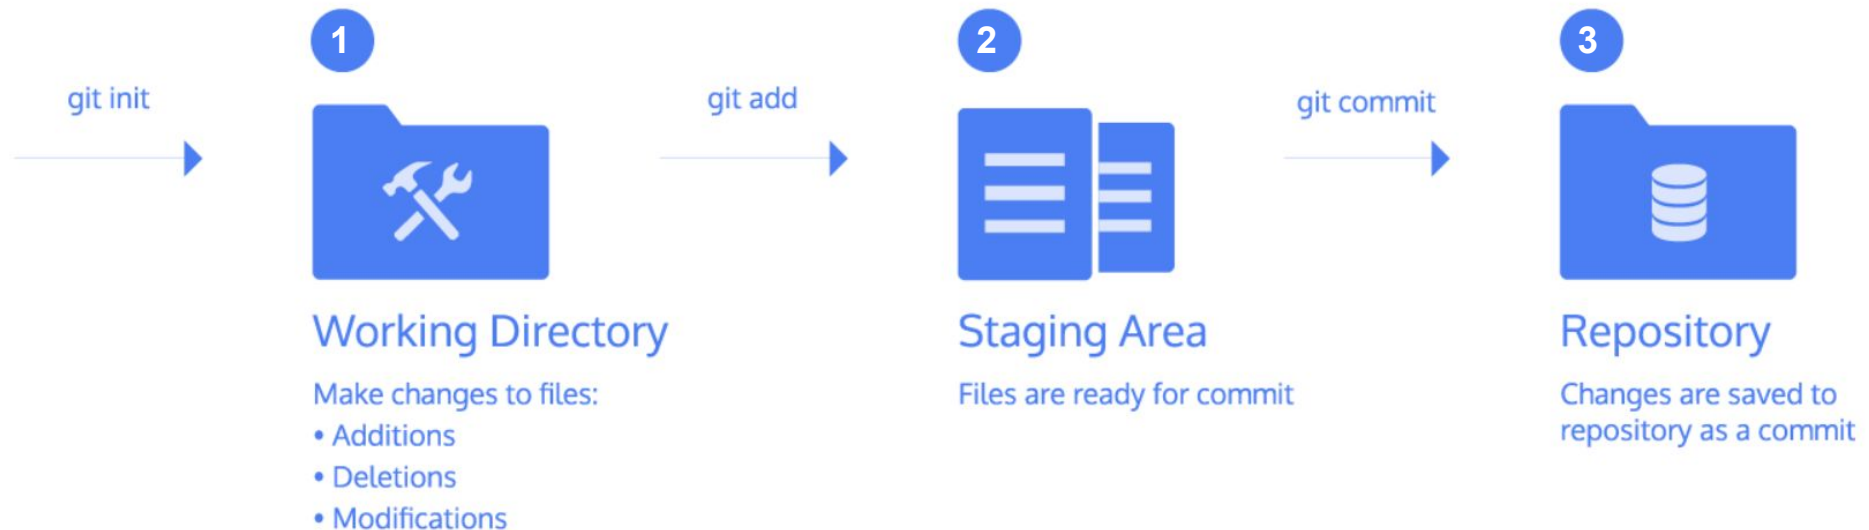 git init
1
Working Directory
Make changes to files:
• Additions
• Deletions
• Modifications
git add
2
Staging Area
Files are ready for commit
git commit
3
Repository
Changes are saved to
repository as a commit